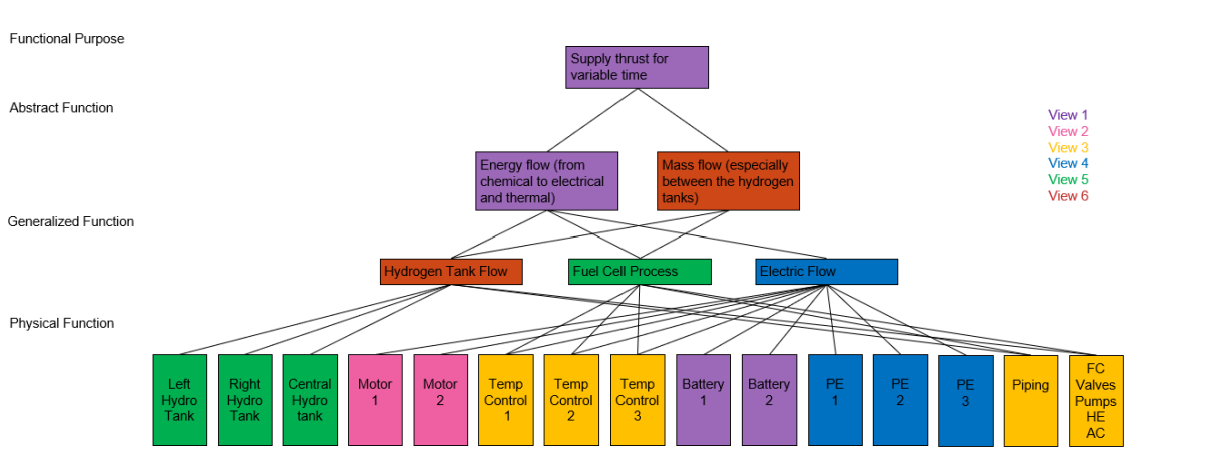 Functional Purpose
Supply thrust for
variable time
Abstract Function
View 1
View 2
View 3
View 4
View 5
View 6
Energy flow (from
chemical to electrical
and thermal)
Mass flow (especially
between the hydrogen
tanks)
Generalized Function
Hydrogen Tank Flow
Fuel Cell Process
Electric Flow
Physical Function
Left
Hydro
Tank
Right
Hydro
Tank
Central
Hydro
tank
Motor
1
Motor
2
Temp
Control
1
Temp
Control
2
Temp
Control
3
Battery
1
Battery
2
PE
1
PE
2
PE
3
Piping
FC
Valves
Pumps
HE
AC